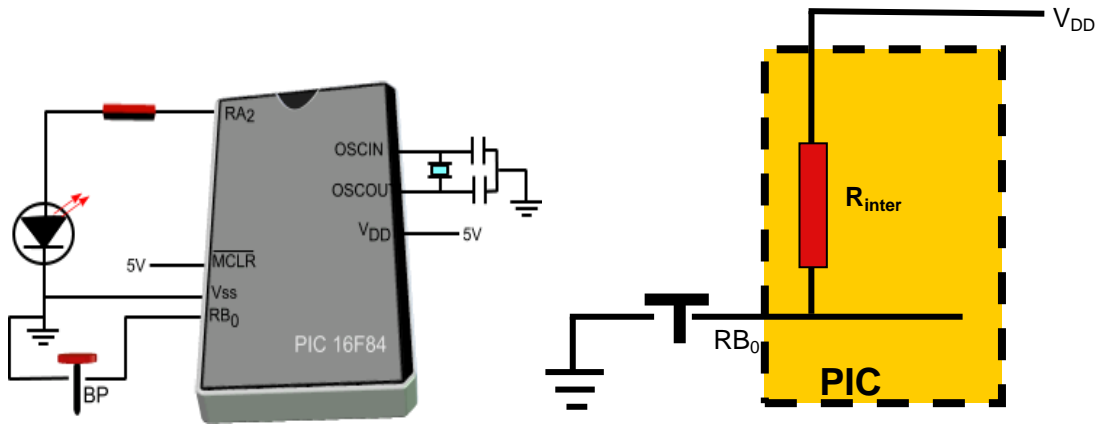 RA2
OSCIN
OSCOUT
VDD
5V
5V
MCLR
Vss
RB0
PIC 16F84
BP
VDD
Rinter
RB0
PIC